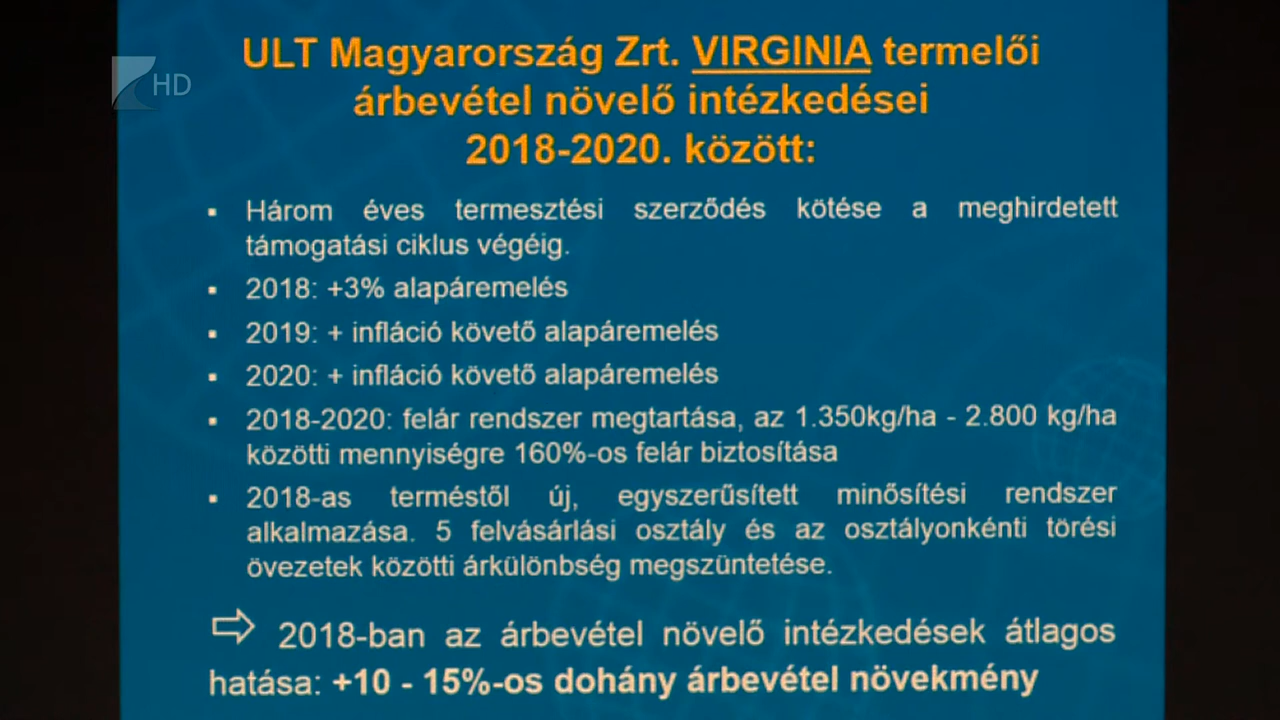 ULT Magyarország Zrt. VIRGINIA termelői
árbevétel növelő intézkedései
2018-2020. között:
HD
▪ Három éves termesztési szerződés kötése a meghirdetett
támogatási ciklus végéig.
▪ 2018: +3% alapáremelés
▪ 2019: + infláció követő alapáremelés
▪ 2020: + infláció követő alapáremelés
▪ 2018-2020: felár rendszer megtartása, az 1.350kg/ha - 2.800 kg/ha
közötti mennyiségre 160%-os felár biztosítása
▪ 2018-as terméstől új, egyszerűsített minősítési rendszer
alkalmazása. 5 felvásárlási osztály és az osztályonkénti törési
övezetek közötti árkülönbség megszüntetése.
⇨ 2018-ban az árbevétel növelő intézkedések átlagos
hatása: +10 - 15%-os dohány árbevétel növekmény